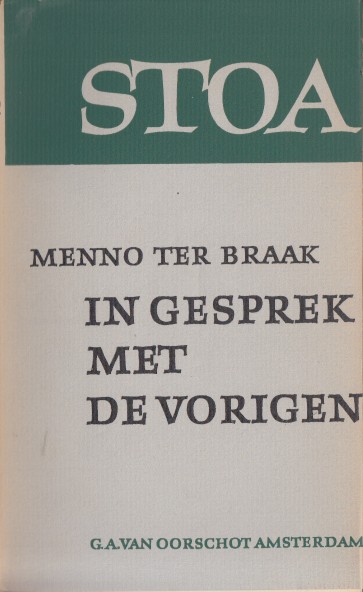 STOA
MENNO TER BRAAK
IN GESPREK
MET
DE VORIGEN
G.A.VAN OORSCHOT AMSTERDAM